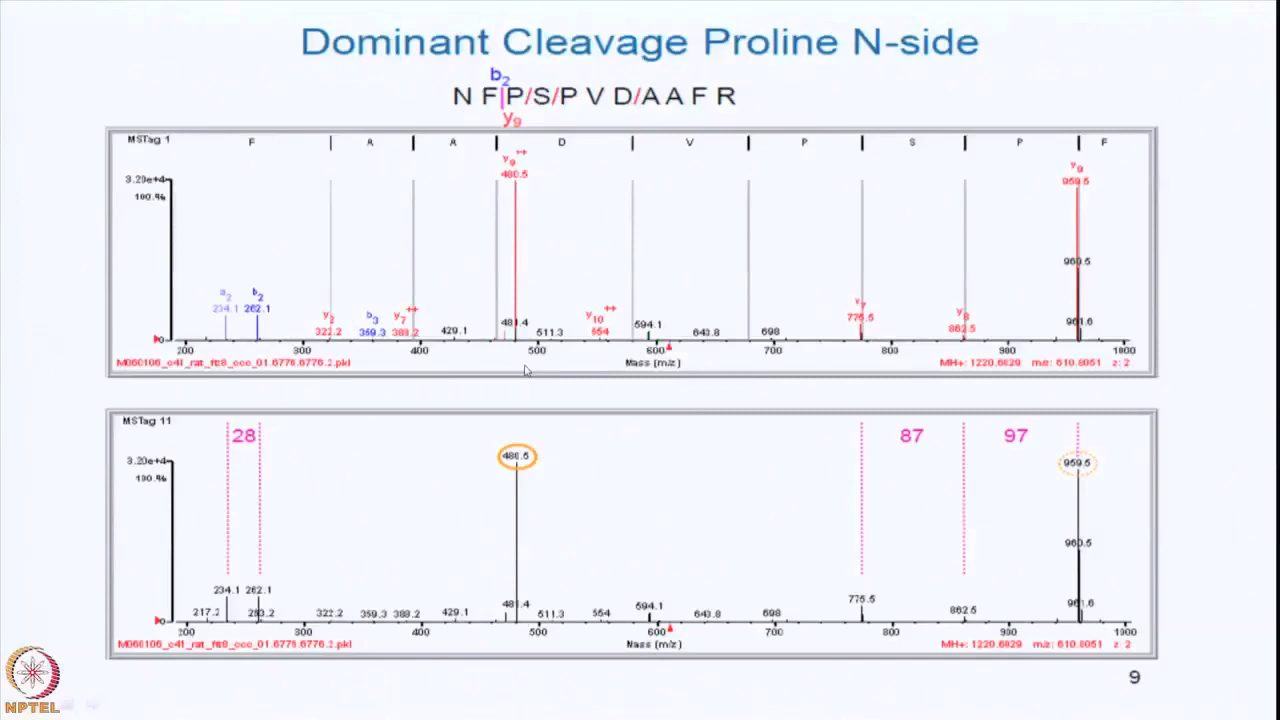 Dominant Cleavage Proline N-side
b2
N F|P/S/P V D/A A F R
y9
MSTag 1
F A A D V P S P F
y9++ y9
3.20e+4 480.5 959.5
100.%
960.5
a2 b2
234.1 262.1
y2 b3 y7++ y10++ y7 y8
322.2 359.3 388.2 429.1 481.4 511.3 554 594.1 643.8 698 775.5 862.5 961.6
0
200 300 400 500 600 700 800 900 1000
Mass (m/z)
MH+: 1220.6029 m/z: 610.8051 z: 2
MSTag 11
28 87 97
3.20e+4 480.5 959.5
100.%
960.5
234.1 262.1
217.2 322.2 359.3 388.2 429.1 481.4 511.3 554 594.1 643.8 698 775.5 862.5 961.6
0
200 300 400 500 600 700 800 900 1000
Mass (m/z)
MH+: 1220.6029 m/z: 610.8051 z: 2
9
NPTEL